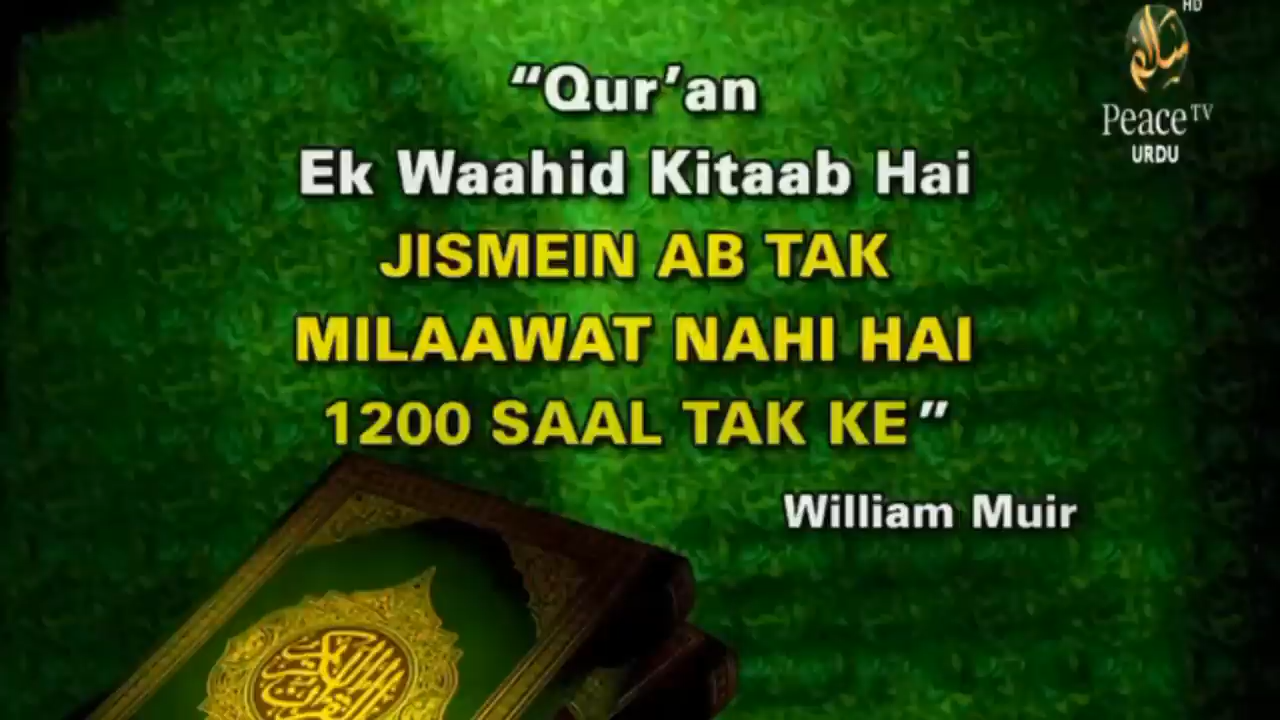 HD
Peace TV
URDU
“Qur’an
Ek Waahid Kitaab Hai
JISMEIN AB TAK
MILAAWAT NAHI HAI
1200 SAAL TAK KE”
William Muir